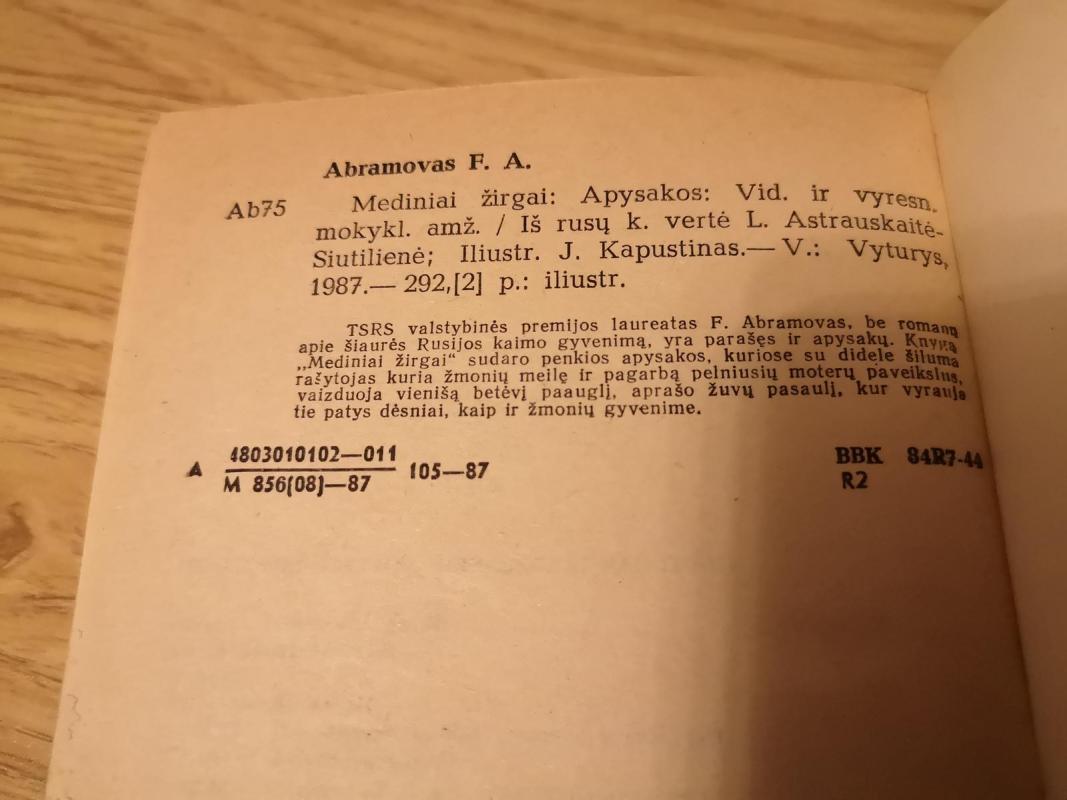 Abramovas F. A.
Ab75 Mediniai žirgai: Apysakos: Vid. ir vyresn.
mokykl. amž. / Iš rusų k. vertė L. Astrauskaitė-
Siutilienė; Iliustr. J. Kapustinas.— V.: Vyturys,
1987.— 292,[2] p.: iliustr.
TSRS valstybinės premijos laureatas F. Abramovas, be romanų
apie šiaurės Rusijos kaimo gyvenimą, yra parašęs ir apysakų. Knygą
„Mediniai žirgai“ sudaro penkios apysakos, kuriose su didele šiluma
rašytojas kuria žmonių meilę ir pagarbą pelniusių moterų paveikslus,
vaizduoja vienišą betėvį paauglį, aprašo žuvų pasaulį, kur vyrauja
tie patys dėsniai, kaip ir žmonių gyvenime.
A 4803010102—011
M 856(08)—87 105—87
BBK 84R7-44
R2